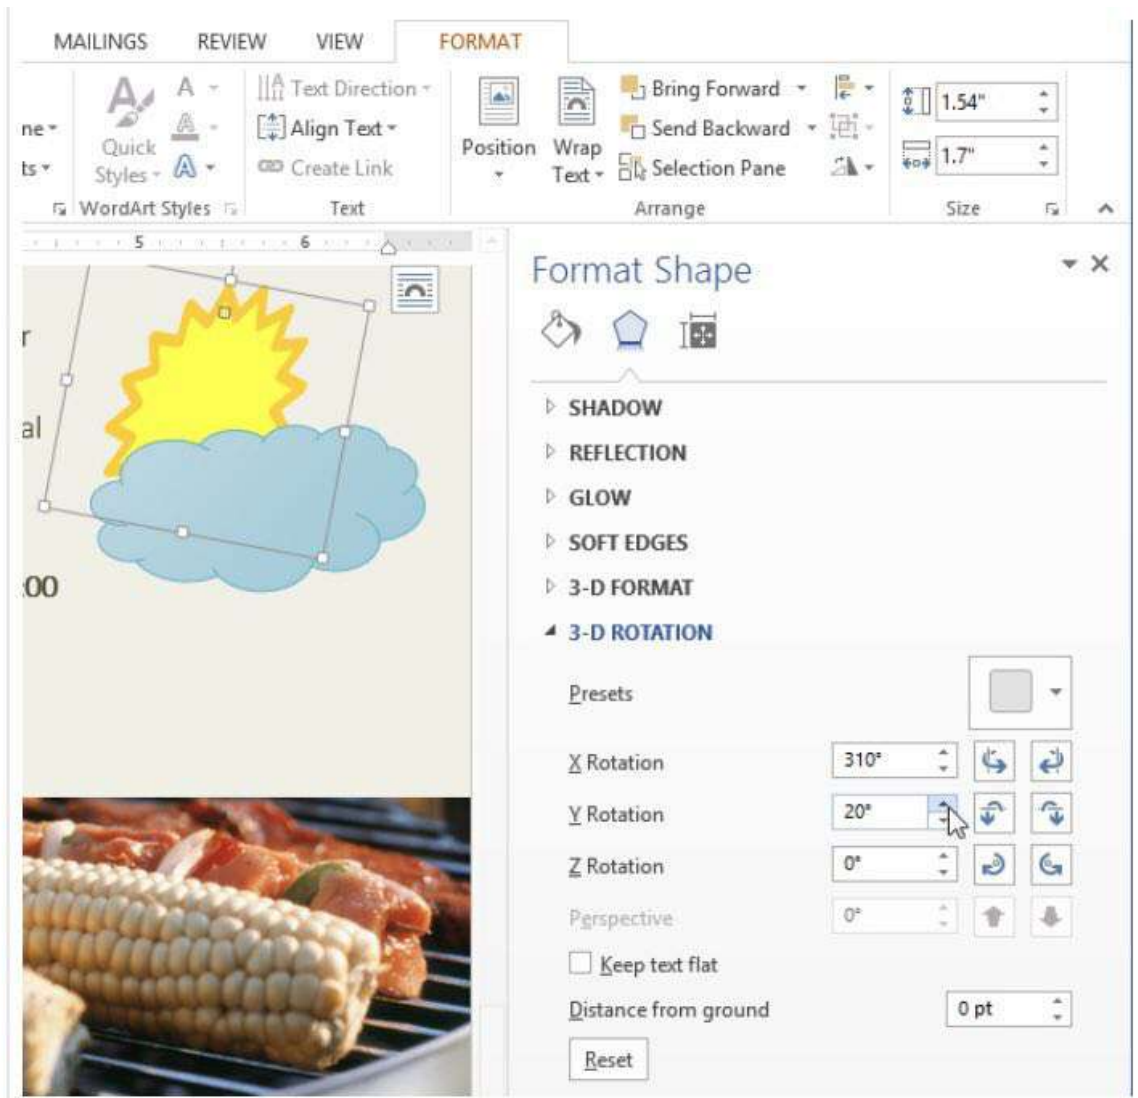 MAILINGS REVIEW VIEW FORMAT
A Text Direction Bring Forward 1.54"
ne Quick A Align Text Position Wrap Send Backward
ts Styles A Create Link Text Selection Pane 1.7"
WordArt Styles Text Arrange Size
5 6
Format Shape
r
SHADOW
al
REFLECTION
GLOW
SOFT EDGES
:00
3-D FORMAT
3-D ROTATION
Presets
X Rotation 310°
Y Rotation 20°
Z Rotation 0°
Perspective 0°
Keep text flat
Distance from ground 0 pt
Reset